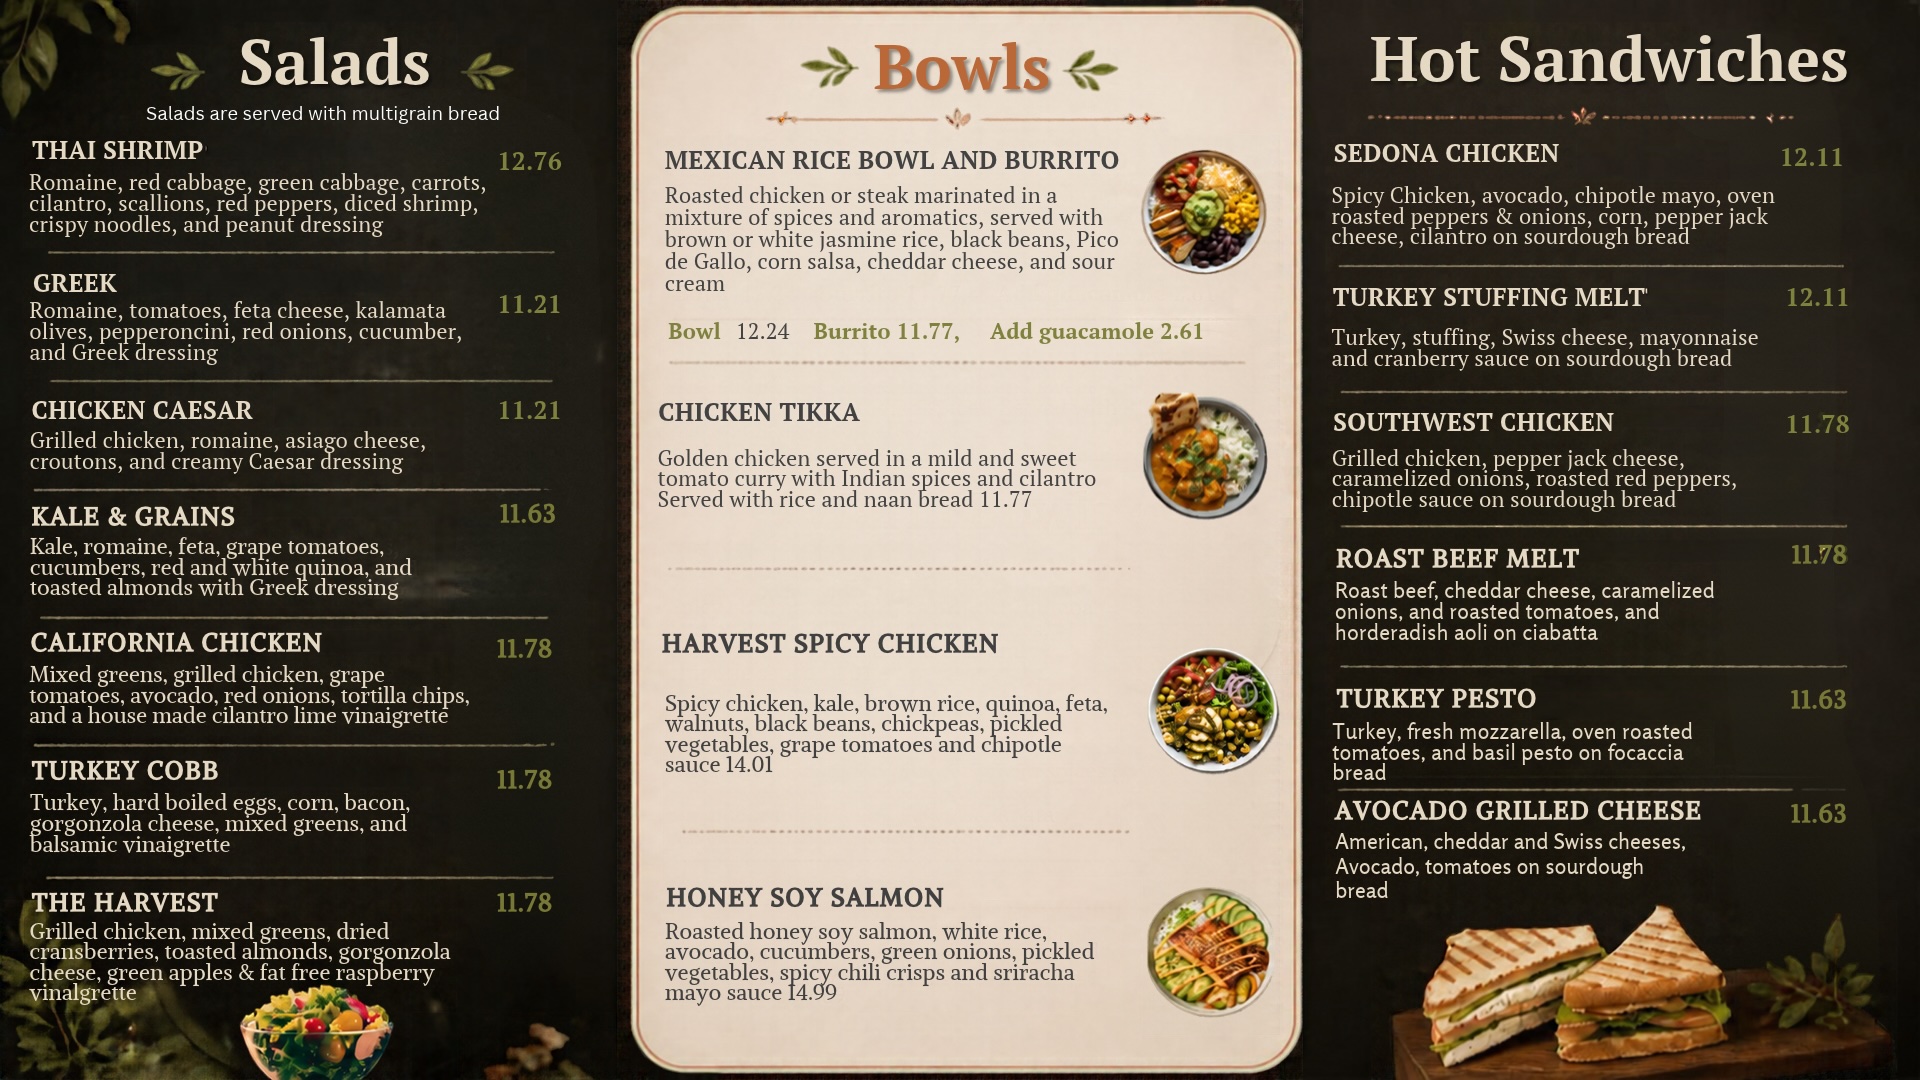 Salads
Salads are served with multigrain bread
THAI SHRIMP
12.76
Romaine, red cabbage, green cabbage, carrots,
cilantro, scallions, red peppers, diced shrimp,
crispy noodles, and peanut dressing
GREEK
11.21
Romaine, tomatoes, feta cheese, kalamata
olives, pepperoncini, red onions, cucumber,
and Greek dressing
CHICKEN CAESAR
11.21
Grilled chicken, romaine, asiago cheese,
croutons, and creamy Caesar dressing
KALE & GRAINS
11.63
Kale, romaine, feta, grape tomatoes,
cucumbers, red and white quinoa, and
toasted almonds with Greek dressing
CALIFORNIA CHICKEN
11.78
Mixed greens, grilled chicken, grape
tomatoes, avocado, red onions, tortilla chips,
and a house made cilantro lime vinaigrette
TURKEY COBB
11.78
Turkey, hard boiled eggs, corn, bacon,
gorgonzola cheese, mixed greens, and
balsamic vinaigrette
THE HARVEST
11.78
Grilled chicken, mixed greens, dried
cransberries, toasted almonds, gorgonzola
cheese, green apples & fat free raspberry
vinalgrette
Bowls
MEXICAN RICE BOWL AND BURRITO
Roasted chicken or steak marinated in a
mixture of spices and aromatics, served with
brown or white jasmine rice, black beans, Pico
de Gallo, corn salsa, cheddar cheese, and sour
cream
Bowl 12.24 Burrito 11.77, Add guacamole 2.61
CHICKEN TIKKA
Golden chicken served in a mild and sweet
tomato curry with Indian spices and cilantro
Served with rice and naan bread 11.77
HARVEST SPICY CHICKEN
Spicy chicken, kale, brown rice, quinoa, feta,
walnuts, black beans, chickpeas, pickled
vegetables, grape tomatoes and chipotle
sauce 14.01
HONEY SOY SALMON
Roasted honey soy salmon, white rice,
avocado, cucumbers, green onions, pickled
vegetables, spicy chili crisps and sriracha
mayo sauce 14.99
Hot Sandwiches
SEDONA CHICKEN
12.11
Spicy Chicken, avocado, chipotle mayo, oven
roasted peppers & onions, corn, pepper jack
cheese, cilantro on sourdough bread
TURKEY STUFFING MELT
12.11
Turkey, stuffing, Swiss cheese, mayonnaise
and cranberry sauce on sourdough bread
SOUTHWEST CHICKEN
11.78
Grilled chicken, pepper jack cheese,
caramelized onions, roasted red peppers,
chipotle sauce on sourdough bread
ROAST BEEF MELT
11.78
Roast beef, cheddar cheese, caramelized
onions, and roasted tomatoes, and
horderadish aoli on ciabatta
TURKEY PESTO
11.63
Turkey, fresh mozzarella, oven roasted
tomatoes, and basil pesto on focaccia
bread
AVOCADO GRILLED CHEESE
11.63
American, cheddar and Swiss cheeses,
Avocado, tomatoes on sourdough
bread